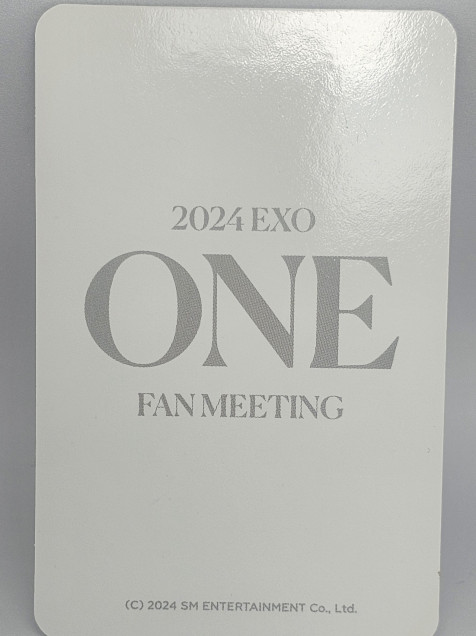 2024 EXO
ONE
FAN MEETING
(C) 2024 SM ENTERTAINMENT Co., Ltd.